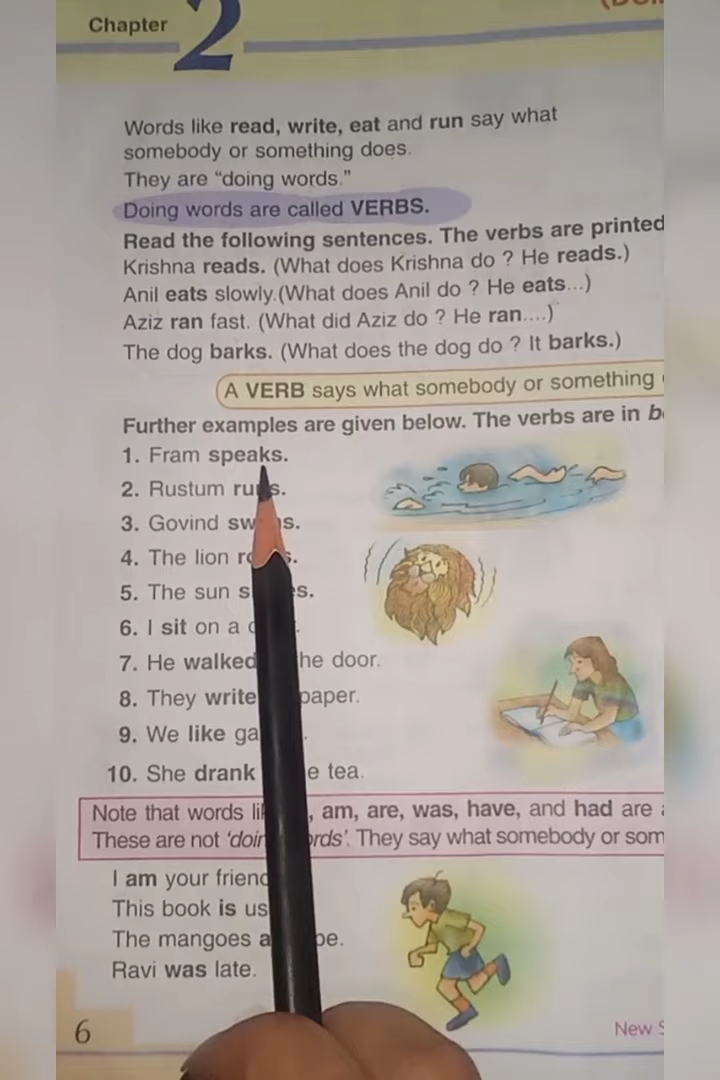 Chapter 2
Words like read, write, eat and run say what
somebody or something does.
They are “doing words.”
Doing words are called VERBS.
Read the following sentences. The verbs are printed
Krishna reads. (What does Krishna do ? He reads.)
Anil eats slowly.(What does Anil do ? He eats...)
Aziz ran fast. (What did Aziz do ? He ran....)
The dog barks. (What does the dog do ? It barks.)
A VERB says what somebody or something
Further examples are given below. The verbs are in
1. Fram speaks.
2. Rustum
3. Govind
4. The lion
5. The sun
6. I sit on a
7. He walked he door.
8. They write paper.
9. We like
10. She drank tea.
Note that words am, are, was, have, and had are
These are not They say what somebody or
I am your
This book is
The mangoes
Ravi was late.
6
New